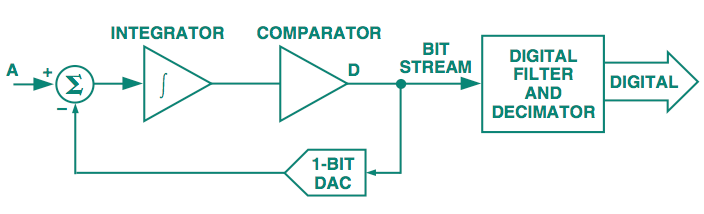 INTEGRATOR
COMPARATOR
A
+
Σ
−
∫
D
BIT
STREAM
DIGITAL
FILTER
AND
DECIMATOR
DIGITAL
1-BIT
DAC